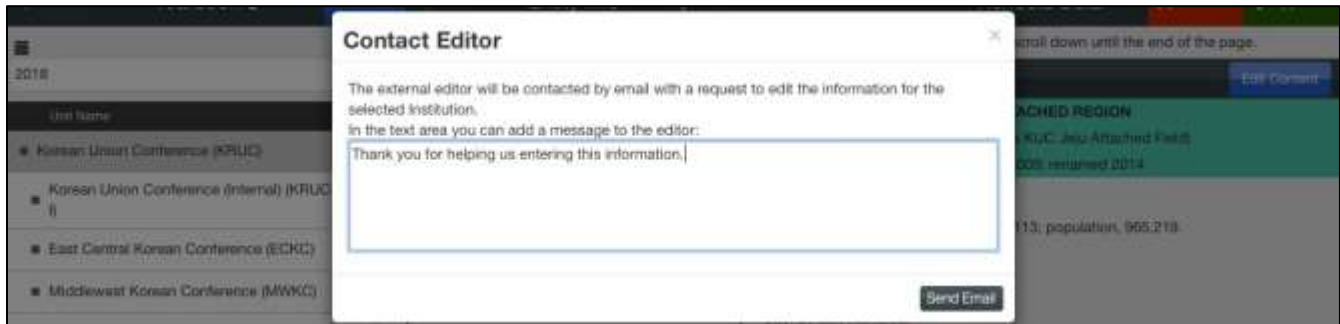 Contact Editor
×
scroll down until the end of the page.
2018
Edit Content
The external editor will be contacted by email with a request to edit the information for the
selected Institution.
In the text area you can add a message to the editor:
Thank you for helping us entering this information.
Unit Name
ACHED REGION
Korean Union Conference (KRUC)
KUC Jeju Attached Field)
renamed 2014
Korean Union Conference (Internal) (KRUC
I)
113; population, 965,219
East Central Korean Conference (ECKC)
Middlewest Korean Conference (MWKC)
Send Email